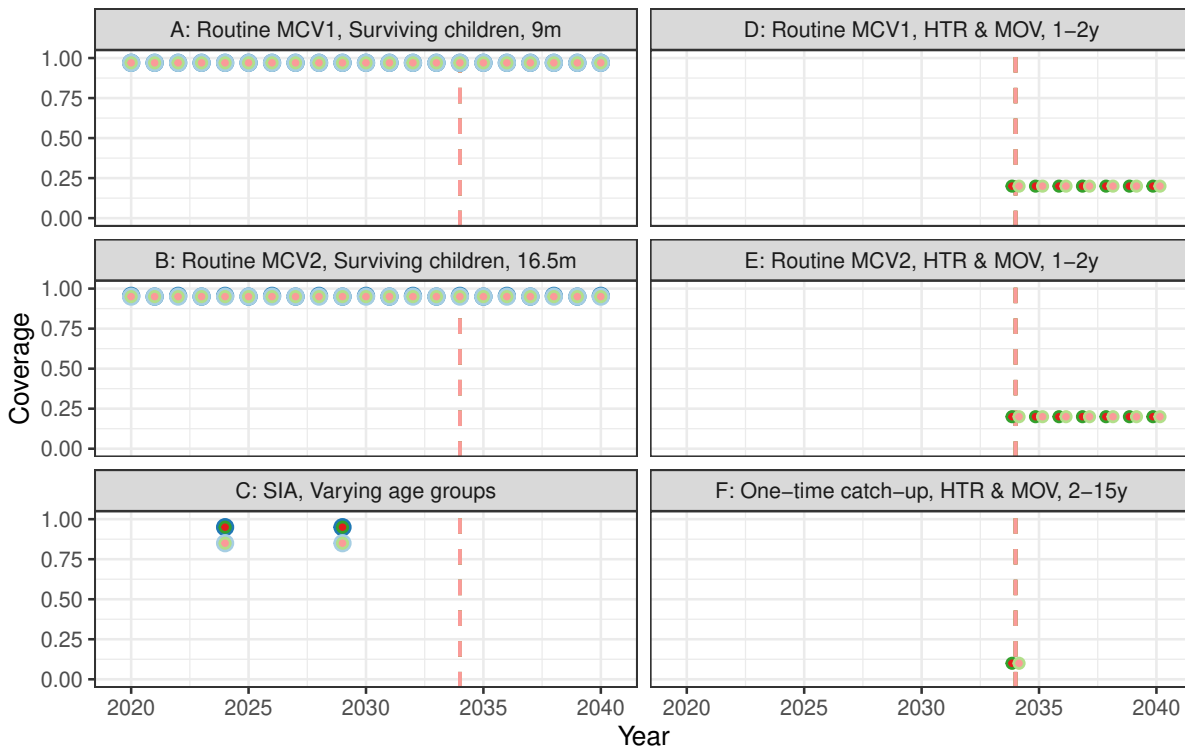 A: Routine MCV1, Surviving children, 9m
D: Routine MCV1, HTR & MOV, 1−2y
1.00
0.75
0.50
0.25
0.00
B: Routine MCV2, Surviving children, 16.5m
E: Routine MCV2, HTR & MOV, 1−2y
1.00
0.75
0.50
0.25
0.00
Coverage
C: SIA, Varying age groups
F: One−time catch−up, HTR & MOV, 2−15y
1.00
0.75
0.50
0.25
0.00
2020 2025 2030 2035 2040
2020 2025 2030 2035 2040
Year